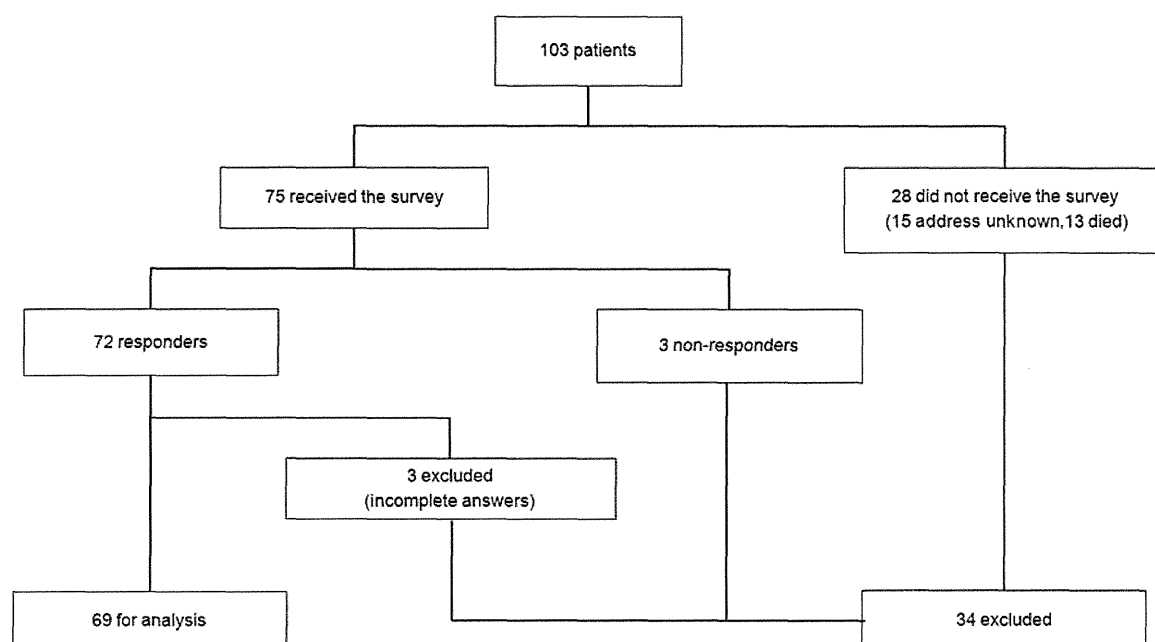 103 patients
75 received the survey
28 did not receive the survey
(15 address unknown,13 died)
72 responders
3 non-responders
3 excluded
(incomplete answers)
69 for analysis
34 excluded